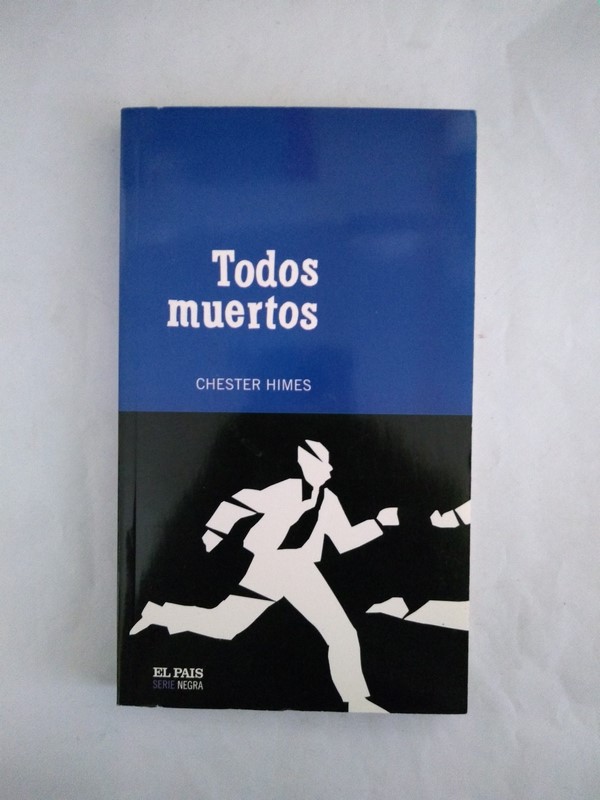 Todos
muertos
CHESTER HIMES
EL PAIS
SERIE NEGRA